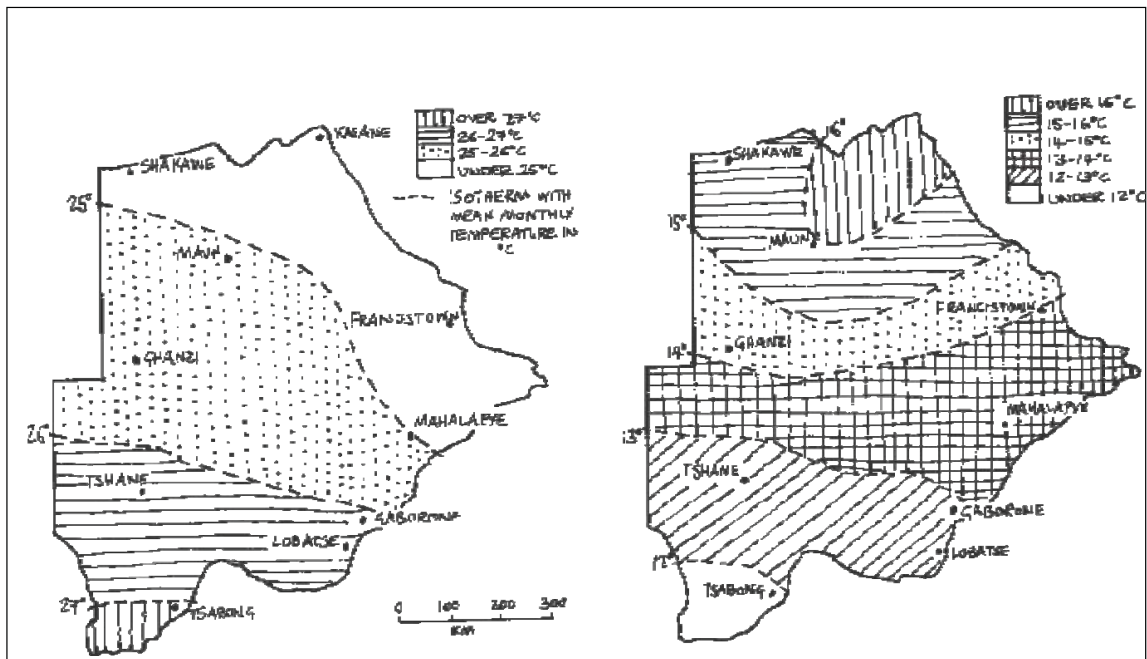 OVER 27°C
26-27°C
25-26°C
UNDER 25°C
ISOTHERM WITH
MEAN MONTHLY
TEMPERATURE IN
°C
KASANE
SHAKAWE
25°
MAUN
FRANCISTOWN
GHANZI
MAHALAPYE
26°
TSHANE
GABORONE
LOBATSE
27°
TSABONG
0 100 200 300
KM
OVER 16°C
15-16°C
14-15°C
13-14°C
12-13°C
UNDER 12°C
16°
SHAKAWE
15°
MAUN
FRANCISTOWN
14°
GHANZI
MAHALAPYE
13°
TSHANE
GABORONE
LOBATSE
12°
TSABONG